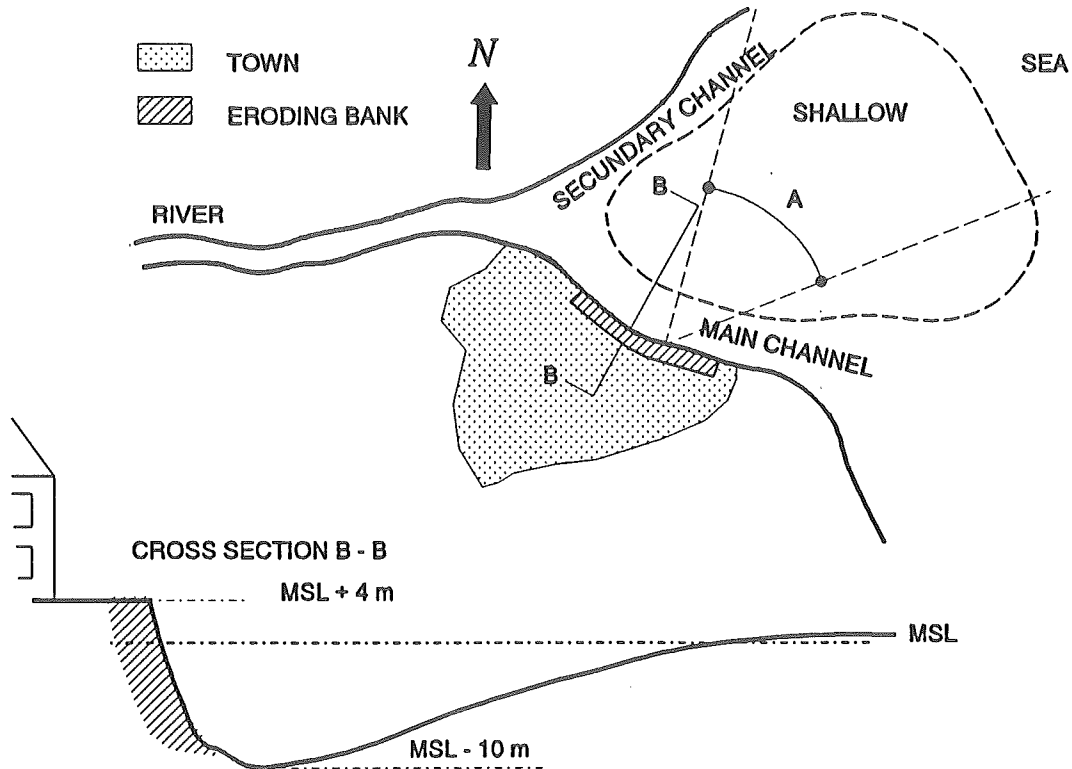 TOWN
ERODING BANK
N
SEA
SHALLOW
SECUNDARY CHANNEL
B
A
RIVER
MAIN CHANNEL
B
CROSS SECTION B - B
MSL + 4 m
MSL
MSL - 10 m